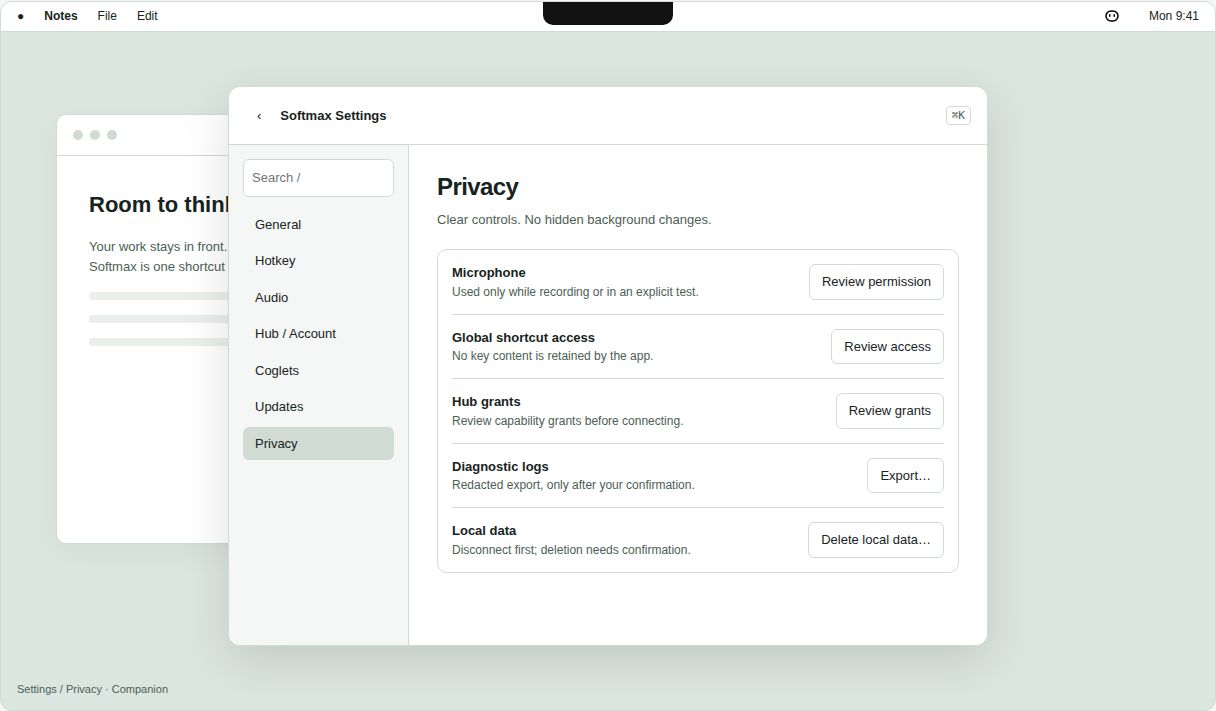 Notes File Edit
Mon 9:41
‹ Softmax Settings
⌘K
Room to think
Your work stays in front.
Softmax is one shortcut
Search /
General
Hotkey
Audio
Hub / Account
Coglets
Updates
Privacy
Privacy
Clear controls. No hidden background changes.
Microphone
Used only while recording or in an explicit test.
Review permission
Global shortcut access
No key content is retained by the app.
Review access
Hub grants
Review capability grants before connecting.
Review grants
Diagnostic logs
Redacted export, only after your confirmation.
Export…
Local data
Disconnect first; deletion needs confirmation.
Delete local data…
Settings / Privacy · Companion